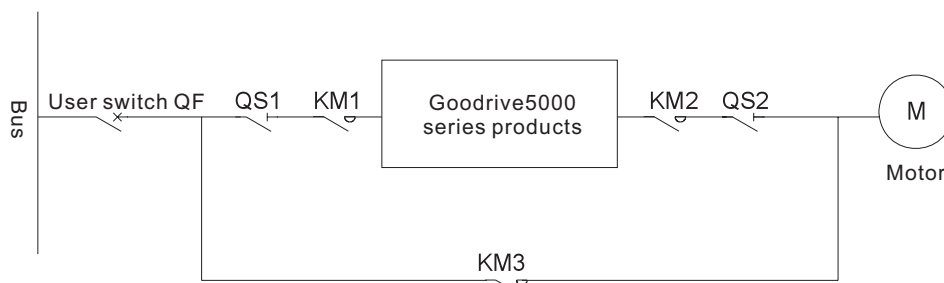 Bus
User switch QF
QS1
KM1
Goodrive5000
series products
KM2
QS2
M
Motor
KM3